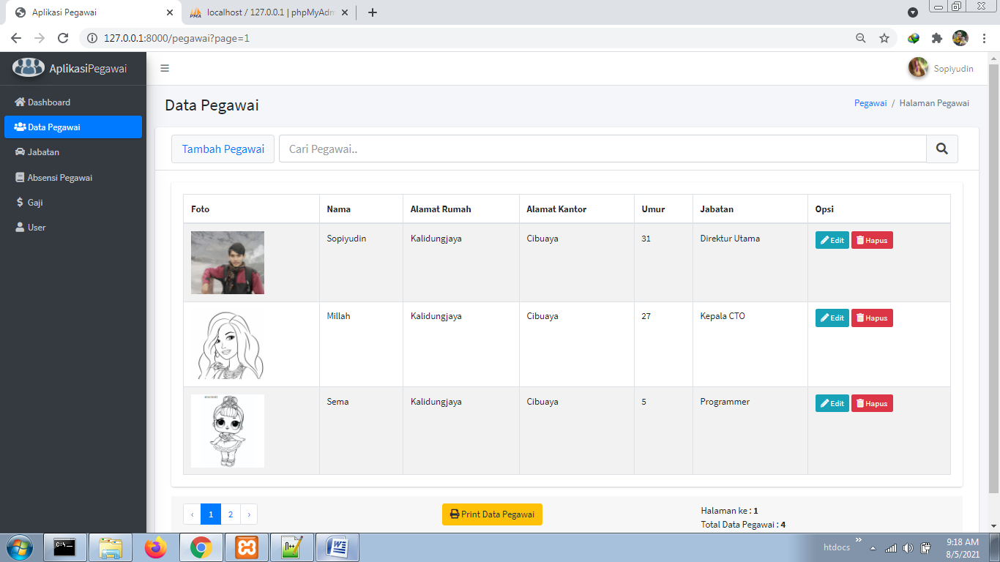 Aplikasi Pegawai
localhost / 127.0.0.1 | phpMyAdm
127.0.0.1:8000/pegawai?page=1
AplikasiPegawai
Sopiyudin
Dashboard
Data Pegawai
Jabatan
Absensi Pegawai
Gaji
User
Data Pegawai
Pegawai / Halaman Pegawai
Tambah Pegawai
Cari Pegawai..
Foto Nama Alamat Rumah Alamat Kantor Umur Jabatan Opsi
Sopiyudin Kalidungjaya Cibuaya 31 Direktur Utama Edit Hapus
Millah Kalidungjaya Cibuaya 27 Kepala CTO Edit Hapus
Sema Kalidungjaya Cibuaya 5 Programmer Edit Hapus
‹ 1 2 ›
Print Data Pegawai
Halaman ke : 1
Total Data Pegawai : 4
htdocs
9:18 AM
8/5/2021